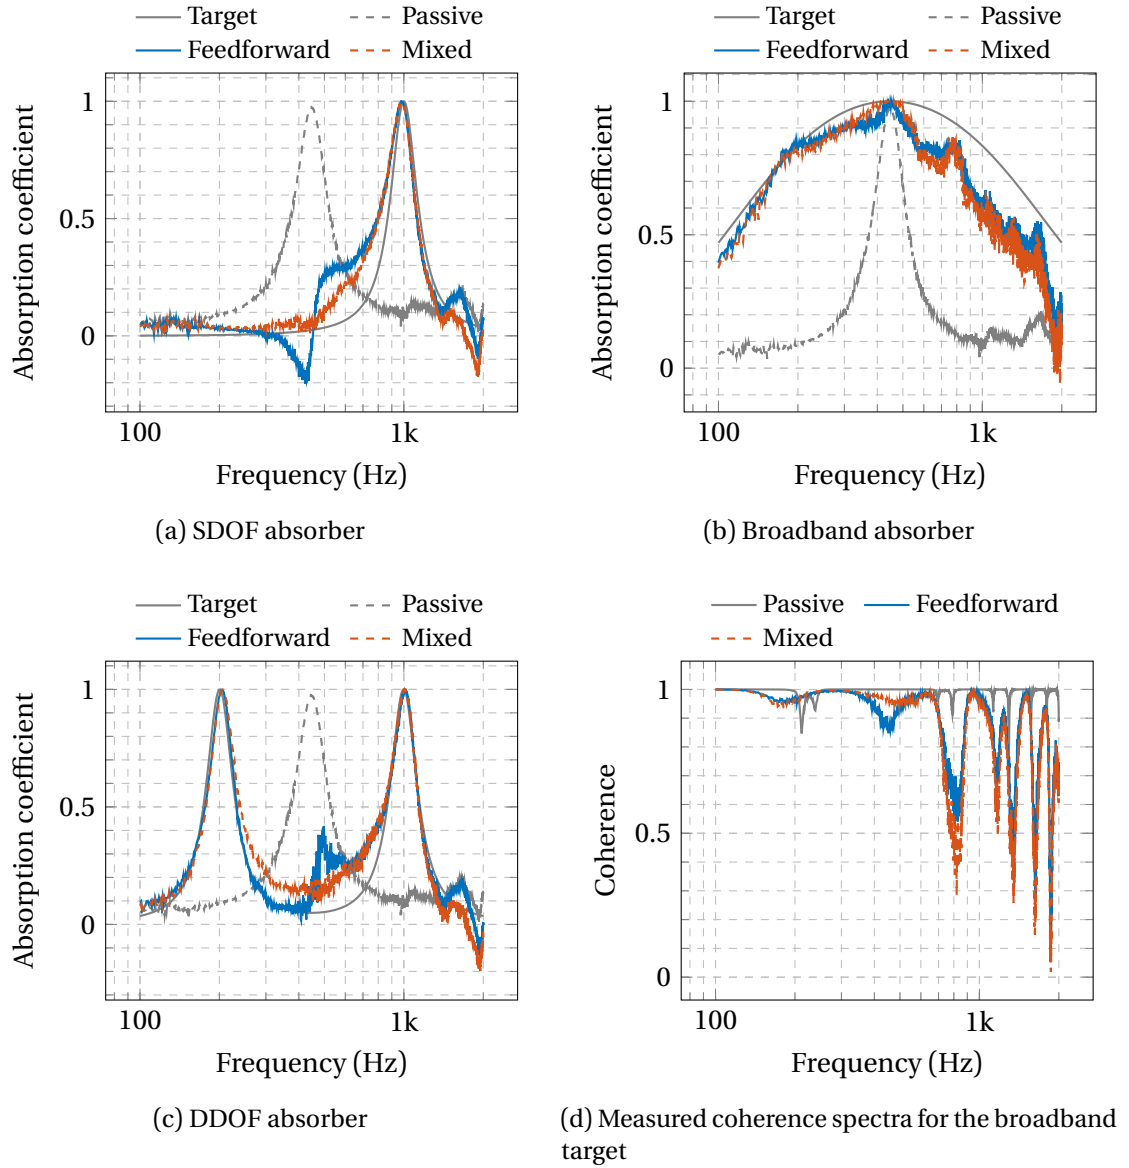 Target
Passive
Feedforward
Mixed
Absorption coefficient
1
0.5
0
100
1k
Frequency (Hz)
(a) SDOF absorber
Target
Passive
Feedforward
Mixed
Absorption coefficient
1
0.5
0
100
1k
Frequency (Hz)
(b) Broadband absorber
Target
Passive
Feedforward
Mixed
Absorption coefficient
1
0.5
0
100
1k
Frequency (Hz)
(c) DDOF absorber
Passive
Feedforward
Mixed
Coherence
1
0.5
0
100
1k
Frequency (Hz)
(d) Measured coherence spectra for the broadband
target